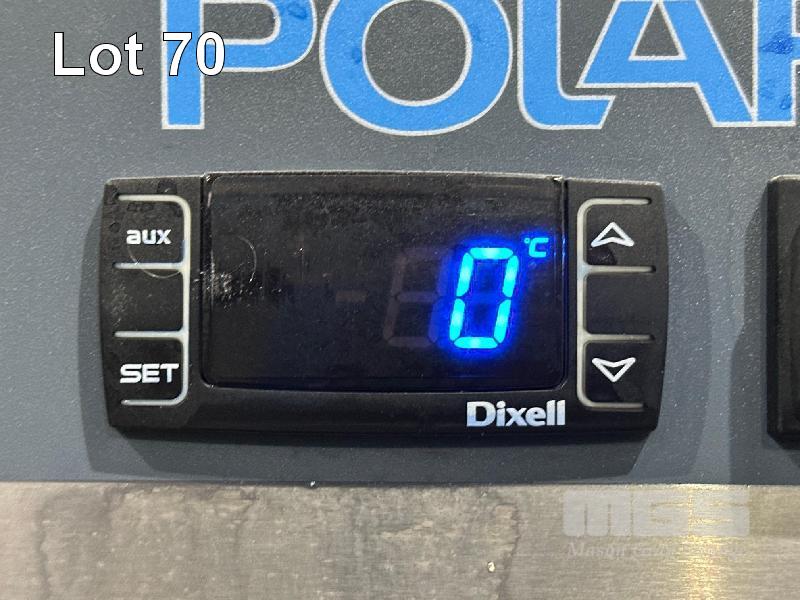 Lot 70
POLAR
aux
0°C
SET
Dixell
MGS